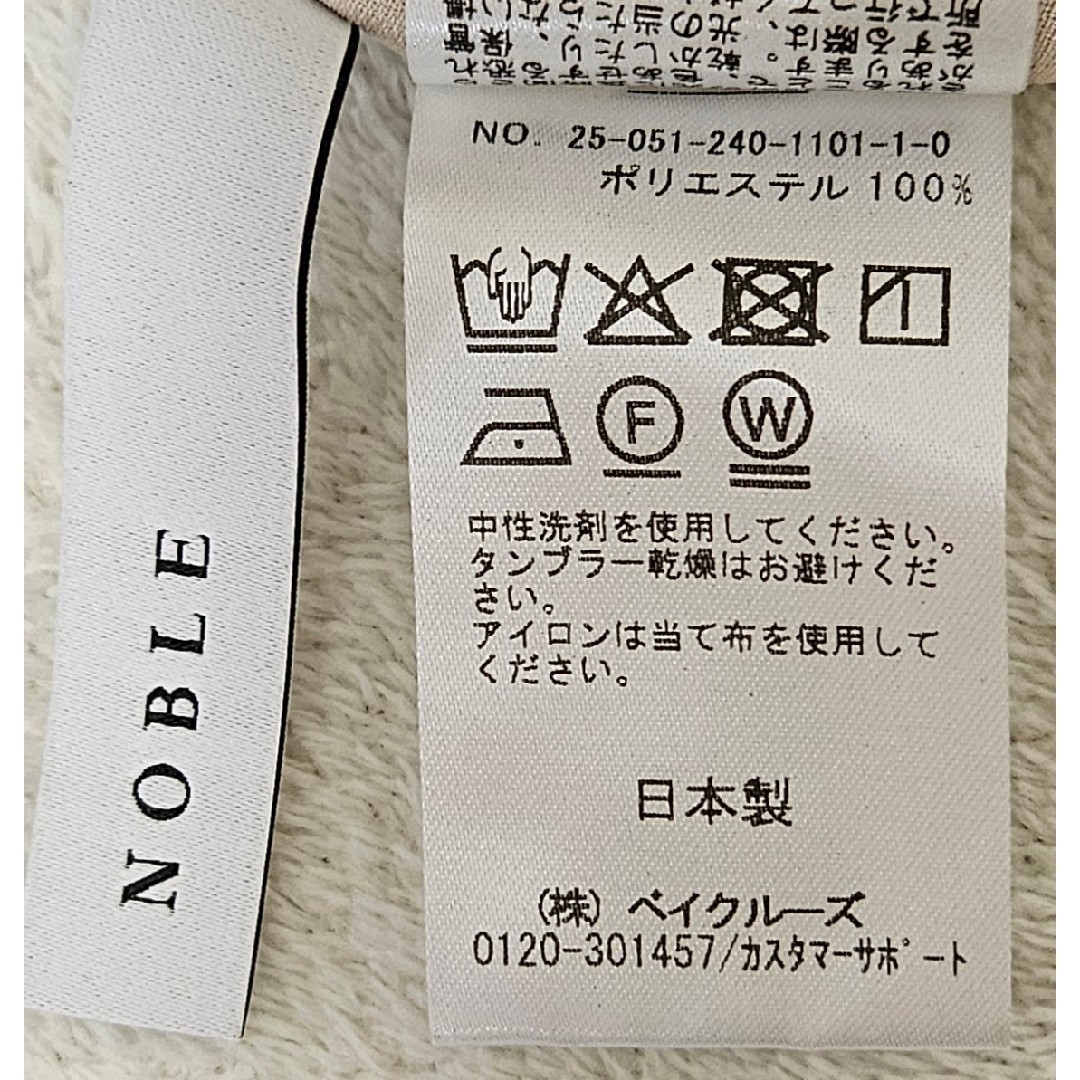 NO. 25-051-240-1101-1-0
ポリエステル 100%
F W
中性洗剤を使用してください。
タンブラー乾燥はお避けくだ
さい。
アイロンは当て布を使用して
ください。
日本製
(株) ベイクルーズ
0120-301457/カスタマーサポート
NOBLE